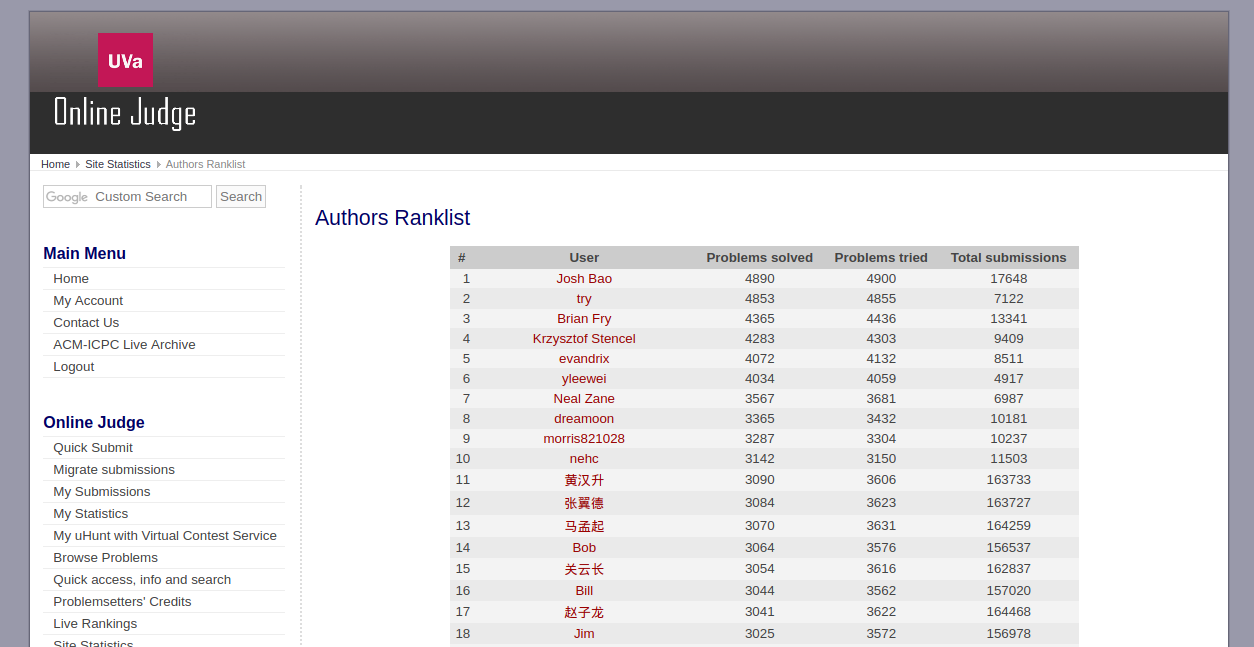 UVa
Online Judge
Home Site Statistics Authors Ranklist
Google Custom Search Search
Main Menu
Home
My Account
Contact Us
ACM-ICPC Live Archive
Logout
Online Judge
Quick Submit
Migrate submissions
My Submissions
My Statistics
My uHunt with Virtual Contest Service
Browse Problems
Quick access, info and search
Problemsetters' Credits
Live Rankings
Site Statistics
Authors Ranklist
# User Problems solved Problems tried Total submissions
1 Josh Bao 4890 4900 17648
2 try 4853 4855 7122
3 Brian Fry 4365 4436 13341
4 Krzysztof Stencel 4283 4303 9409
5 evandrix 4072 4132 8511
6 yleewei 4034 4059 4917
7 Neal Zane 3567 3681 6987
8 dreamoon 3365 3432 10181
9 morris821028 3287 3304 10237
10 nehc 3142 3150 11503
11 黄汉升 3090 3606 163733
12 张翼德 3084 3623 163727
13 马孟起 3070 3631 164259
14 Bob 3064 3576 156537
15 关云长 3054 3616 162837
16 Bill 3044 3562 157020
17 赵子龙 3041 3622 164468
18 Jim 3025 3572 156978